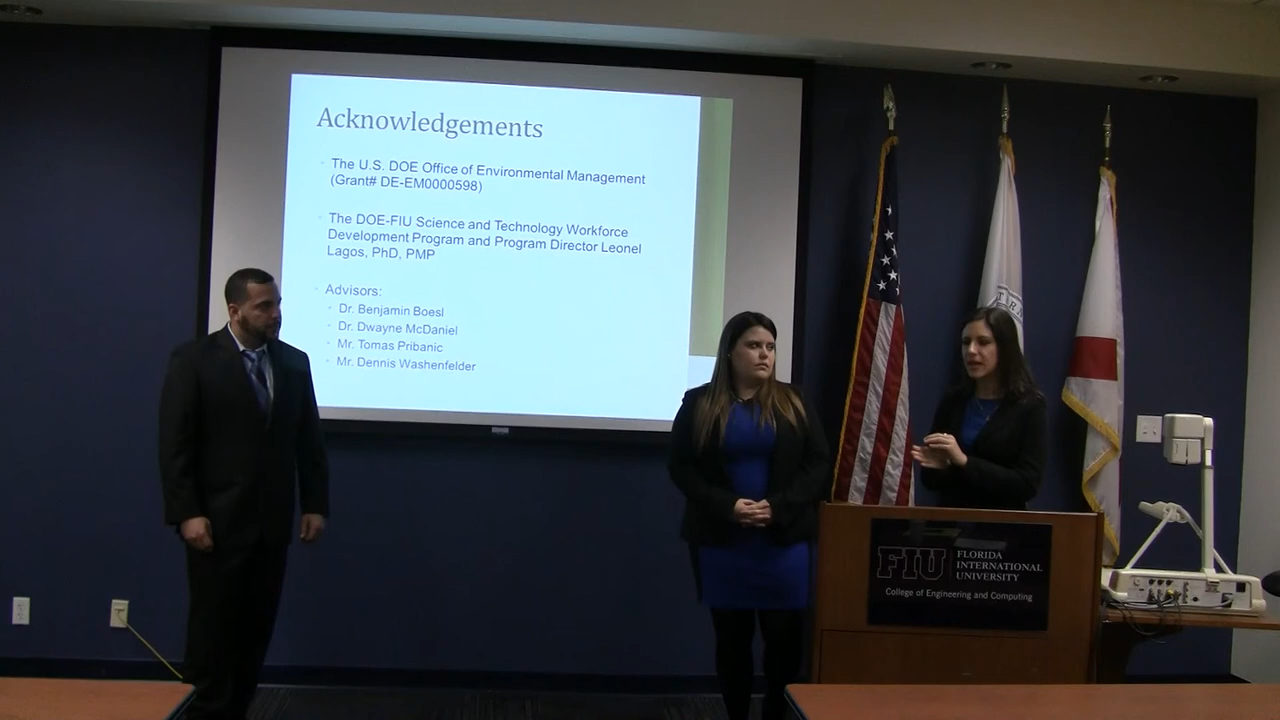 Acknowledgements
The U.S. DOE Office of Environmental Management
(Grant# DE-EM0000598)
The DOE-FIU Science and Technology Workforce
Development Program and Program Director Leonel
Lagos, PhD, PMP
Advisors:
Dr. Benjamin Boesl
Dr. Dwayne McDaniel
Mr. Tomas Pribanic
Mr. Dennis Washenfelder
FIU
FLORIDA
INTERNATIONAL
UNIVERSITY
College of Engineering and Computing